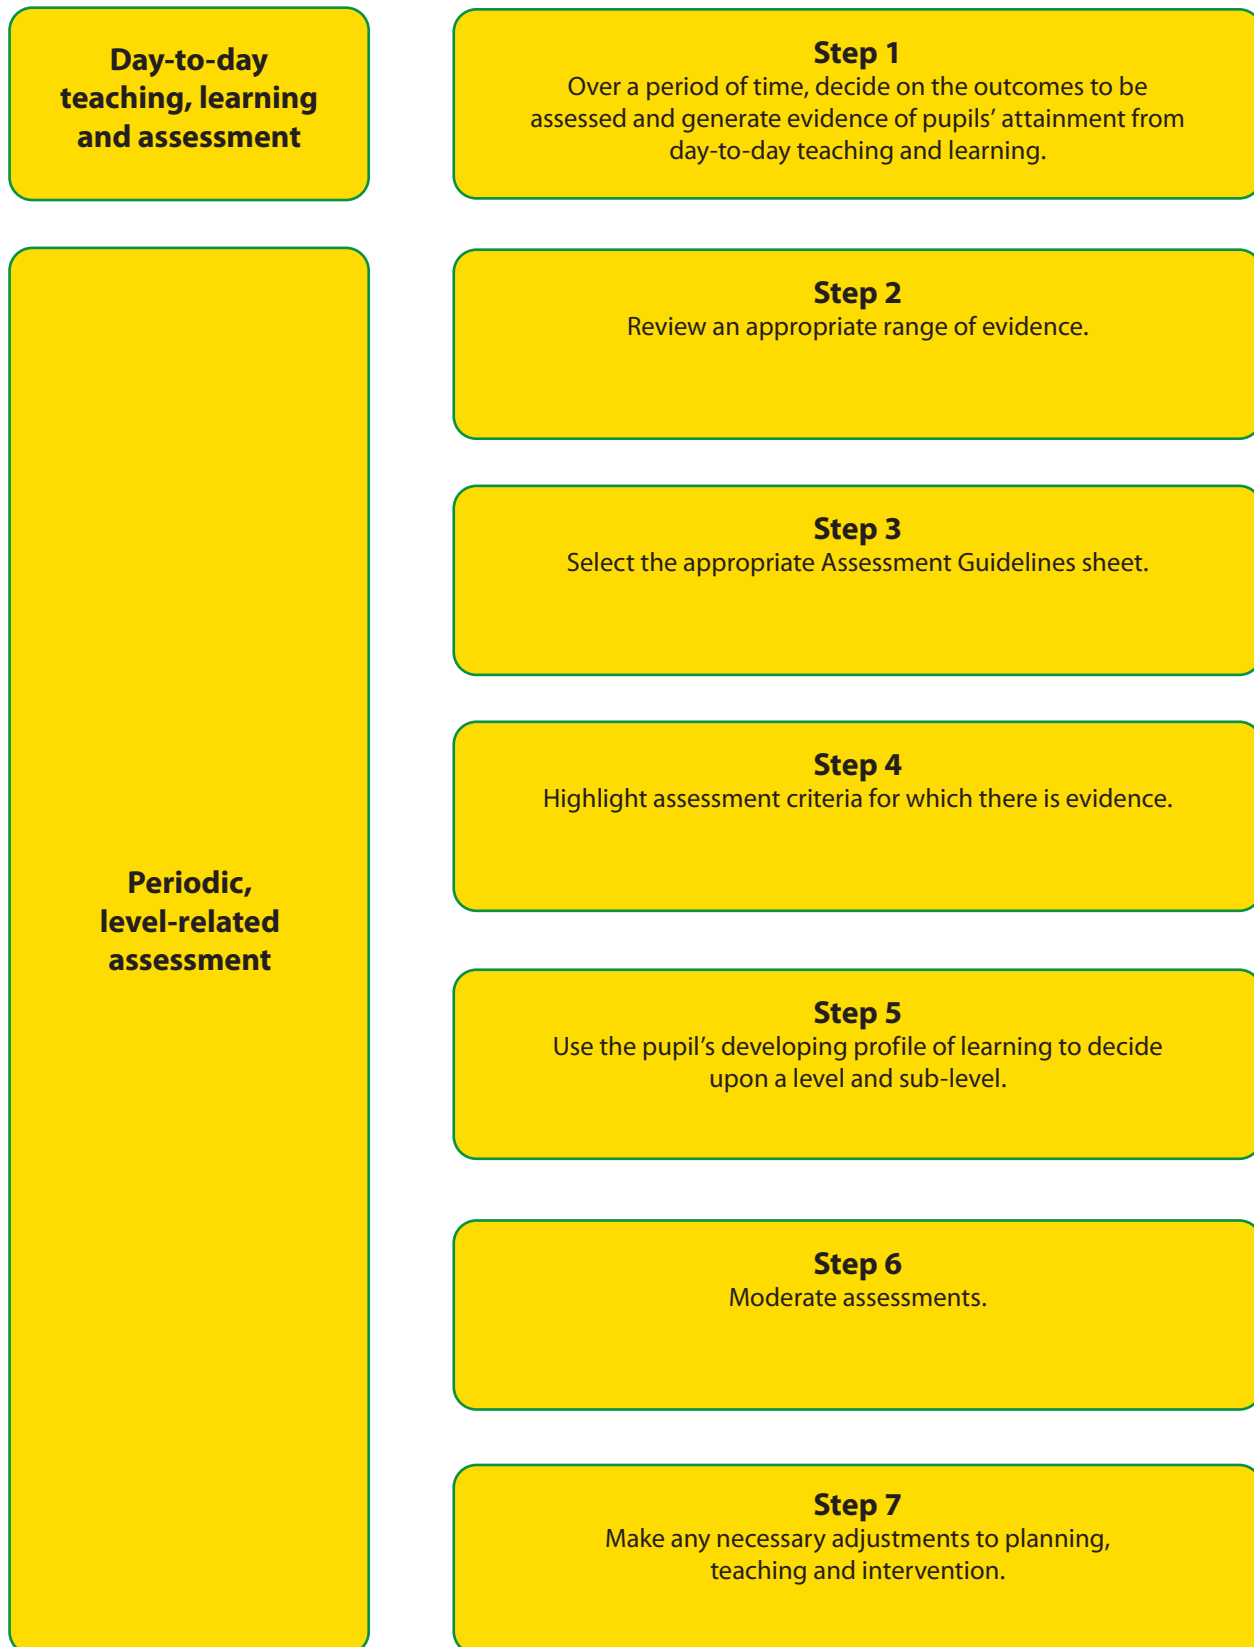 Day-to-day
teaching, learning
and assessment
Step 1
Over a period of time, decide on the outcomes to be
assessed and generate evidence of pupils’ attainment from
day-to-day teaching and learning.
Periodic,
level-related
assessment
Step 2
Review an appropriate range of evidence.
Step 3
Select the appropriate Assessment Guidelines sheet.
Step 4
Highlight assessment criteria for which there is evidence.
Step 5
Use the pupil’s developing profile of learning to decide
upon a level and sub-level.
Step 6
Moderate assessments.
Step 7
Make any necessary adjustments to planning,
teaching and intervention.